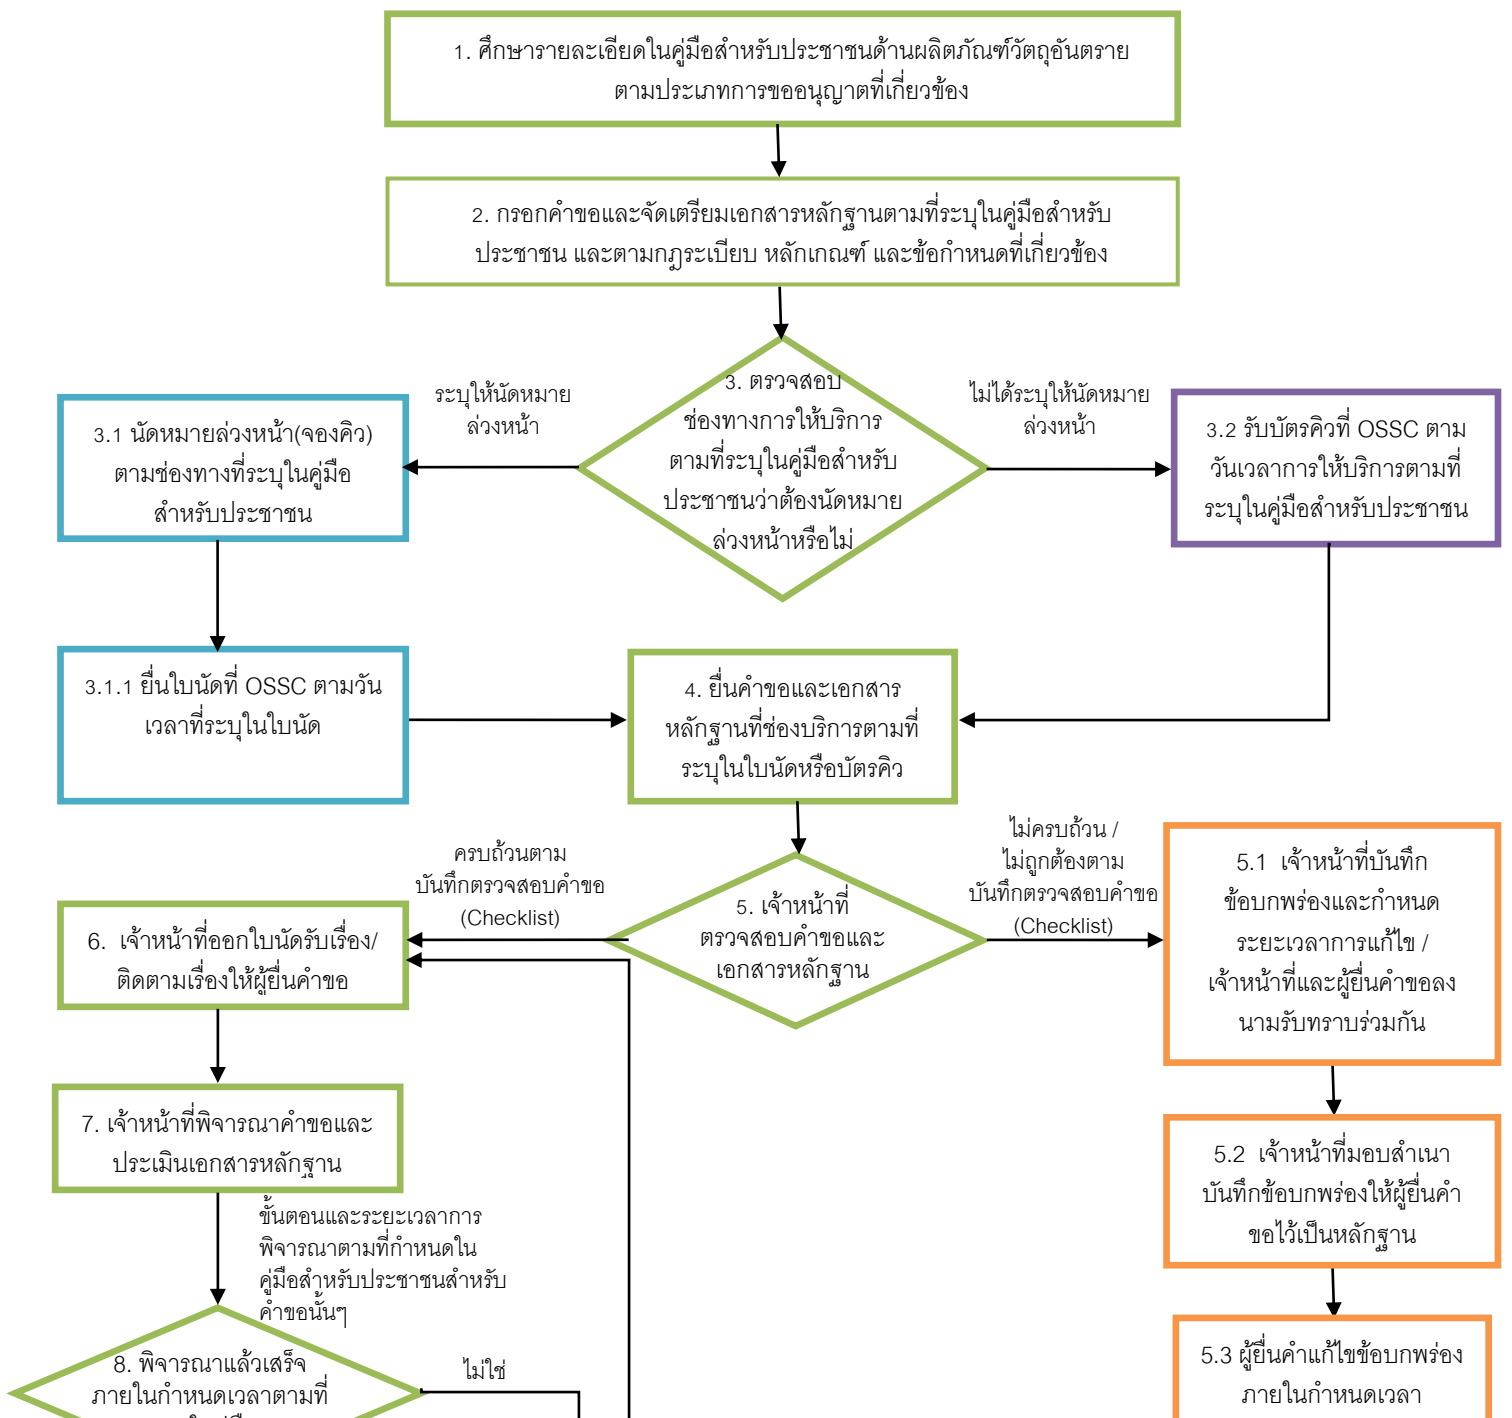 1. ศึกษารายละเอียดในคู่มือสำหรับประชาชนด้านผลิตภัณฑ์วัตถุอันตราย
ตามประเภทการขออนุญาตที่เกี่ยวข้อง
2. กรอกคำขอและจัดเตรียมเอกสารหลักฐานตามที่ระบุในคู่มือสำหรับ
ประชาชน และตามกฎระเบียบ หลักเกณฑ์ และข้อกำหนดที่เกี่ยวข้อง
3. ตรวจสอบ
ช่องทางการให้บริการ
ตามที่ระบุในคู่มือสำหรับ
ประชาชนว่าต้องนัดหมาย
ล่วงหน้าหรือไม่
ระบุให้นัดหมาย
ล่วงหน้า
ไม่ได้ระบุให้นัดหมาย
ล่วงหน้า
3.1 นัดหมายล่วงหน้า(จองคิว)
ตามช่องทางที่ระบุในคู่มือ
สำหรับประชาชน
3.2 รับบัตรคิวที่ OSSC ตาม
วันเวลาการให้บริการตามที่
ระบุในคู่มือสำหรับประชาชน
3.1.1 ยื่นใบนัดที่ OSSC ตามวัน
เวลาที่ระบุในใบนัด
4. ยื่นคำขอและเอกสาร
หลักฐานที่ช่องบริการตามที่
ระบุในใบนัดหรือบัตรคิว
5. เจ้าหน้าที่
ตรวจสอบคำขอและ
เอกสารหลักฐาน
ครบถ้วนตาม
บันทึกตรวจสอบคำขอ
(Checklist)
ไม่ครบถ้วน /
ไม่ถูกต้องตาม
บันทึกตรวจสอบคำขอ
(Checklist)
5.1 เจ้าหน้าที่บันทึก
ข้อบกพร่องและกำหนด
ระยะเวลาการแก้ไข /
เจ้าหน้าที่และผู้ยื่นคำขอลง
นามรับทราบร่วมกัน
6. เจ้าหน้าที่ออกใบนัดรับเรื่อง/
ติดตามเรื่องให้ผู้ยื่นคำขอ
7. เจ้าหน้าที่พิจารณาคำขอและ
ประเมินเอกสารหลักฐาน
5.2 เจ้าหน้าที่มอบสำเนา
บันทึกข้อบกพร่องให้ผู้ยื่นคำ
ขอไว้เป็นหลักฐาน
ขั้นตอนและระยะเวลาการ
พิจารณาตามที่กำหนดใน
คู่มือสำหรับประชาชนสำหรับ
คำขอนั้นๆ
5.3 ผู้ยื่นคำแก้ไขข้อบกพร่อง
ภายในกำหนดเวลา
8. พิจารณาแล้วเสร็จ
ภายในกำหนดเวลาตามที่
ไม่ใช่